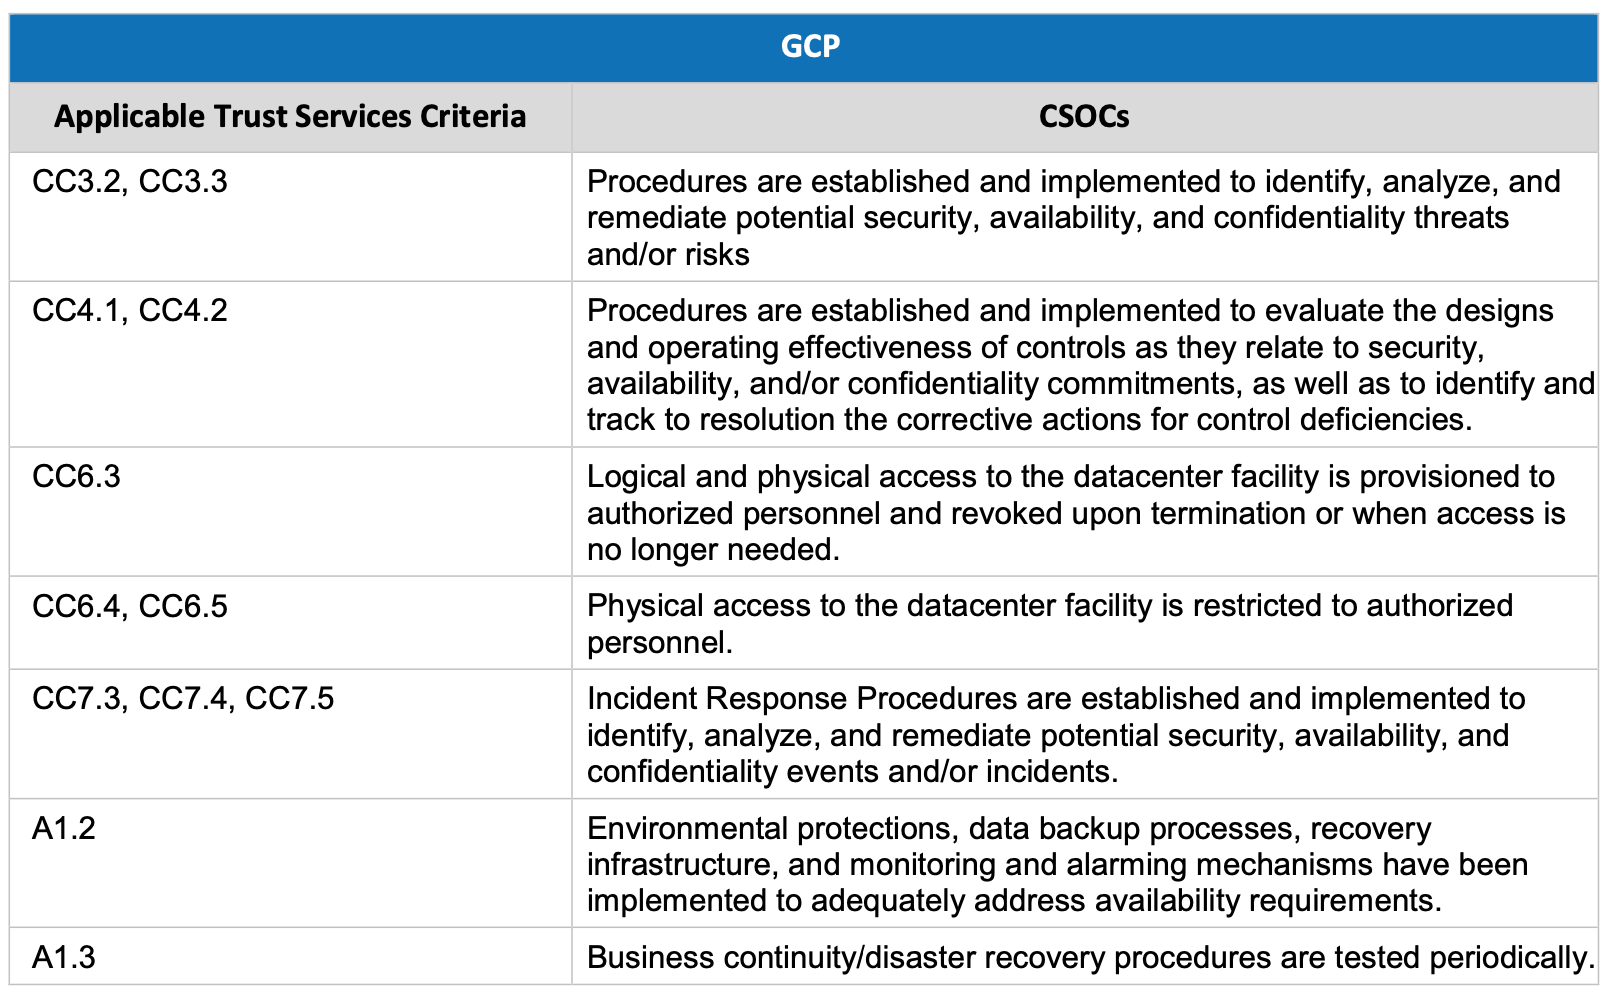 GCP
Applicable Trust Services Criteria
CSOCs
CC3.2, CC3.3
Procedures are established and implemented to identify, analyze, and
remediate potential security, availability, and confidentiality threats
and/or risks
CC4.1, CC4.2
Procedures are established and implemented to evaluate the designs
and operating effectiveness of controls as they relate to security,
availability, and/or confidentiality commitments, as well as to identify and
track to resolution the corrective actions for control deficiencies.
CC6.3
Logical and physical access to the datacenter facility is provisioned to
authorized personnel and revoked upon termination or when access is
no longer needed.
CC6.4, CC6.5
Physical access to the datacenter facility is restricted to authorized
personnel.
CC7.3, CC7.4, CC7.5
Incident Response Procedures are established and implemented to
identify, analyze, and remediate potential security, availability, and
confidentiality events and/or incidents.
A1.2
Environmental protections, data backup processes, recovery
infrastructure, and monitoring and alarming mechanisms have been
implemented to adequately address availability requirements.
A1.3
Business continuity/disaster recovery procedures are tested periodically.